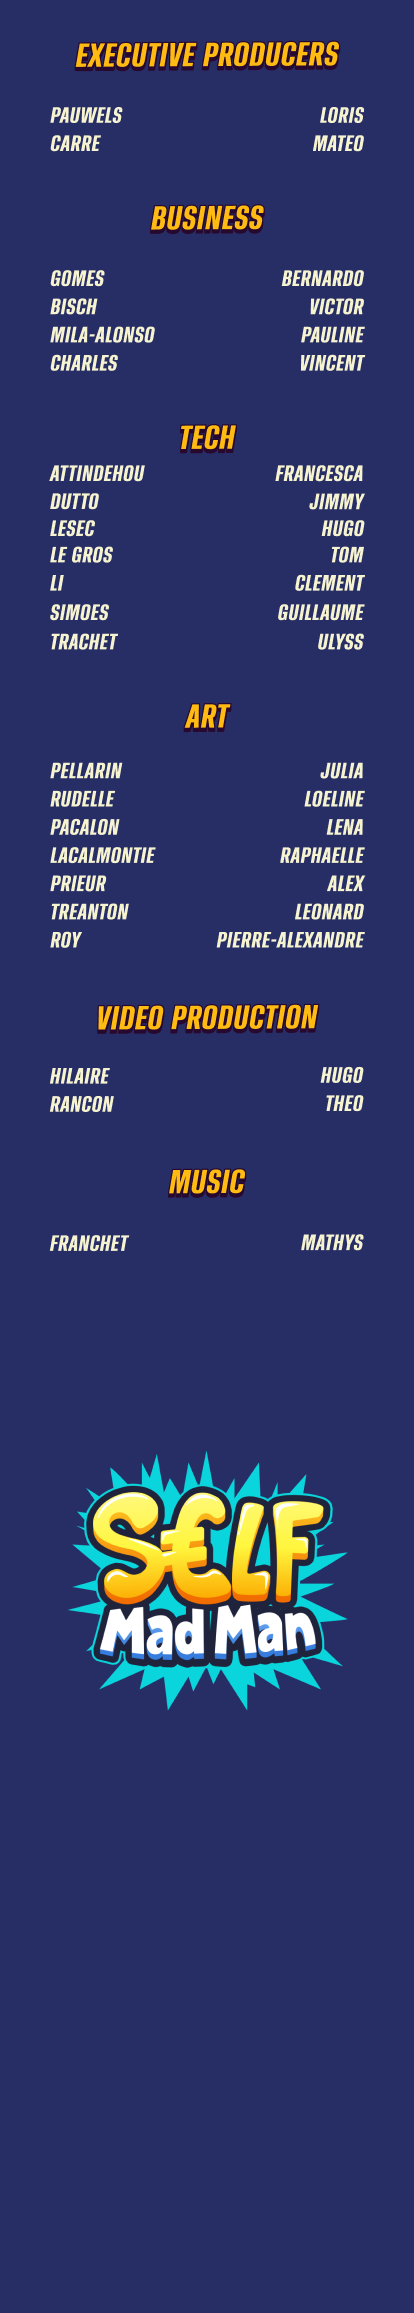 EXECUTIVE PRODUCERS
PAUWELS LORIS
CARRE MATEO
BUSINESS
GOMES BERNARDO
BISCH VICTOR
MILA-ALONSO PAULINE
CHARLES VINCENT
TECH
ATTINDEHOU FRANCESCA
DUTTO JIMMY
LESEC HUGO
LE GROS TOM
LI CLEMENT
SIMOES GUILLAUME
TRACHET ULYSS
ART
PELLARIN JULIA
RUDELLE LOELINE
PACALON LENA
LACALMONTIE RAPHAELLE
PRIEUR ALEX
TREANTON LEONARD
ROY PIERRE-ALEXANDRE
VIDEO PRODUCTION
HILAIRE HUGO
RANCON THEO
MUSIC
FRANCHET MATHYS
S€LF
Mad Man